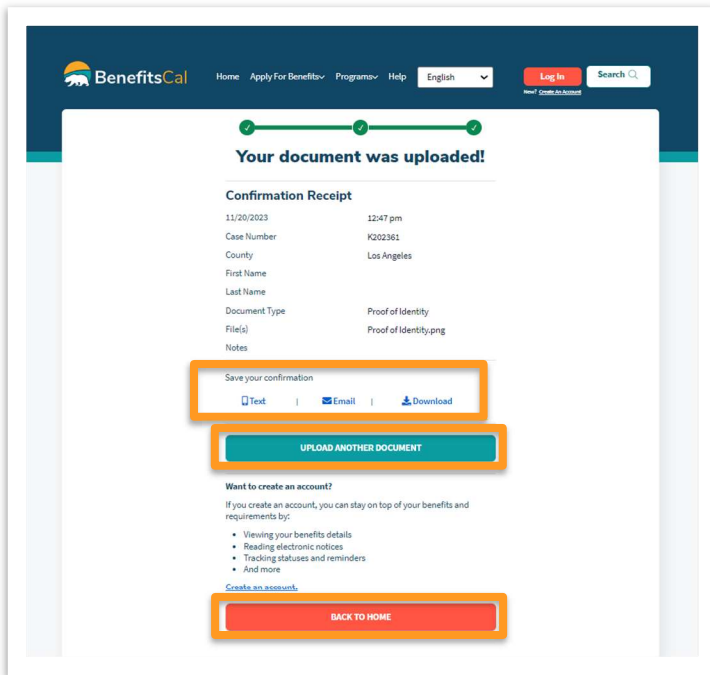 BenefitsCal
Home Apply For Benefits Programs Help English Log In Search
New? Create An Account
Your document was uploaded!
Confirmation Receipt
11/20/2023 12:47 pm
Case Number K202361
County Los Angeles
First Name
Last Name
Document Type Proof of Identity
File(s) Proof of Identity.png
Notes
Save your confirmation
Text | Email | Download
UPLOAD ANOTHER DOCUMENT
Want to create an account?
If you create an account, you can stay on top of your benefits and
requirements by:
• Viewing your benefits details
• Reading electronic notices
• Tracking statuses and reminders
• And more
Create an account.
BACK TO HOME